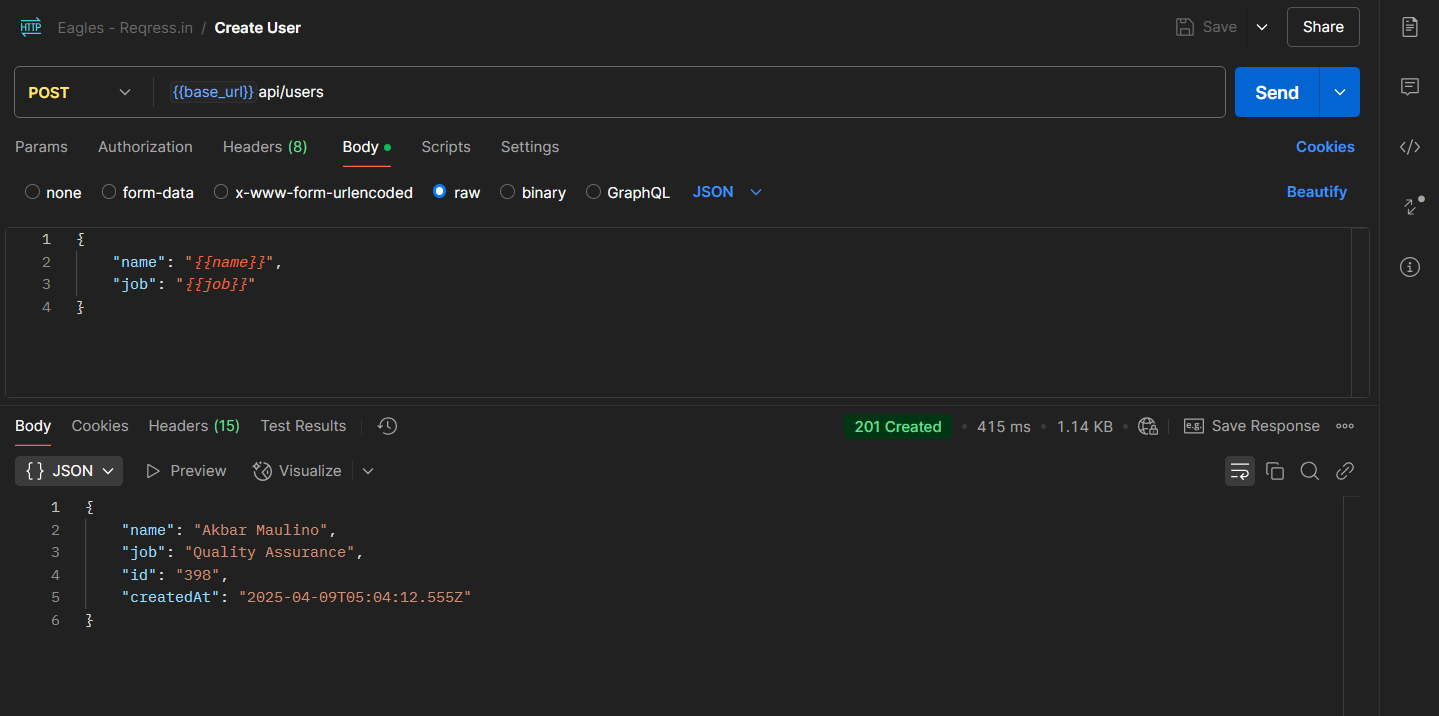 HTTP Eagles - Reqress.in / Create User Save Share
POST {{base_url}} api/users Send
Params Authorization Headers (8) Body Scripts Settings Cookies
none form-data x-www-form-urlencoded raw binary GraphQL JSON Beautify
1 {
2 "name": "{{name}}",
3 "job": "{{job}}"
4 }
Body Cookies Headers (15) Test Results 201 Created 415 ms 1.14 KB e.g. Save Response
{} JSON Preview Visualize
1 {
2 "name": "Akbar Maulino",
3 "job": "Quality Assurance",
4 "id": "398",
5 "createdAt": "2025-04-09T05:04:12.555Z"
6 }